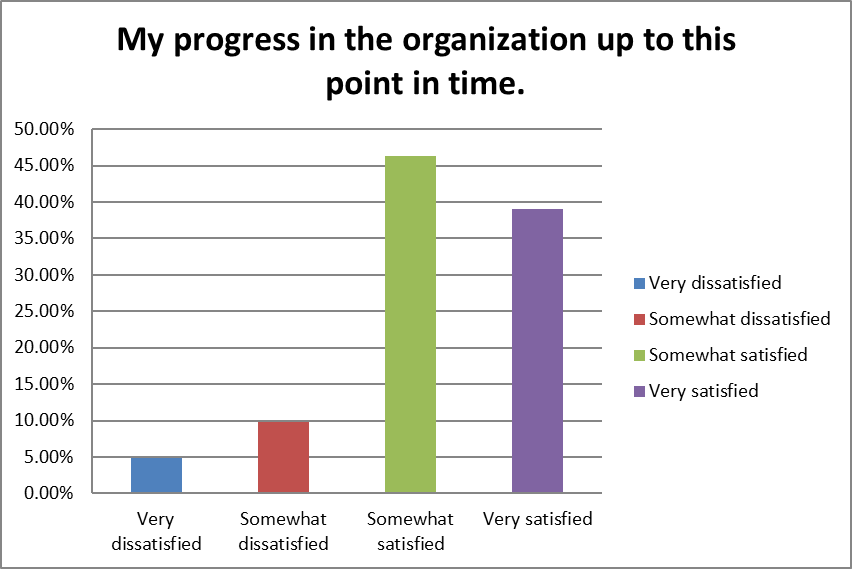 My progress in the organization up to this
point in time.
50.00%
45.00%
40.00%
35.00%
30.00%
25.00%
20.00%
15.00%
10.00%
5.00%
0.00%
Very
dissatisfied
Somewhat
dissatisfied
Somewhat
satisfied
Very satisfied
Very dissatisfied
Somewhat dissatisfied
Somewhat satisfied
Very satisfied